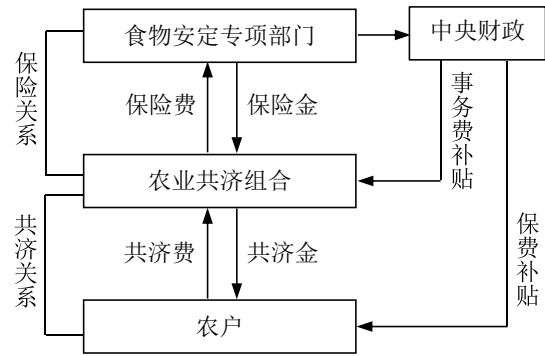 食物安定专项部门
中央财政
保险关系
保险费
保险金
事务费补贴
农业共济组合
共济关系
共济费
共济金
保费补贴
农户